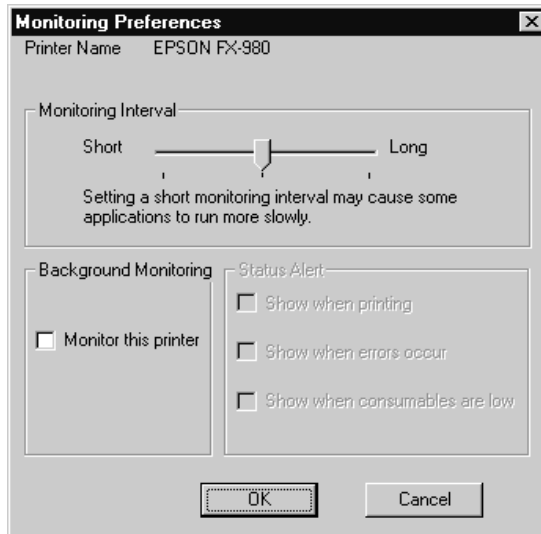 Monitoring Preferences
Printer Name EPSON FX-980
Monitoring Interval
Short Long
Setting a short monitoring interval may cause some
applications to run more slowly.
Background Monitoring
Monitor this printer
Status Alert
Show when printing
Show when errors occur
Show when consumables are low
OK Cancel